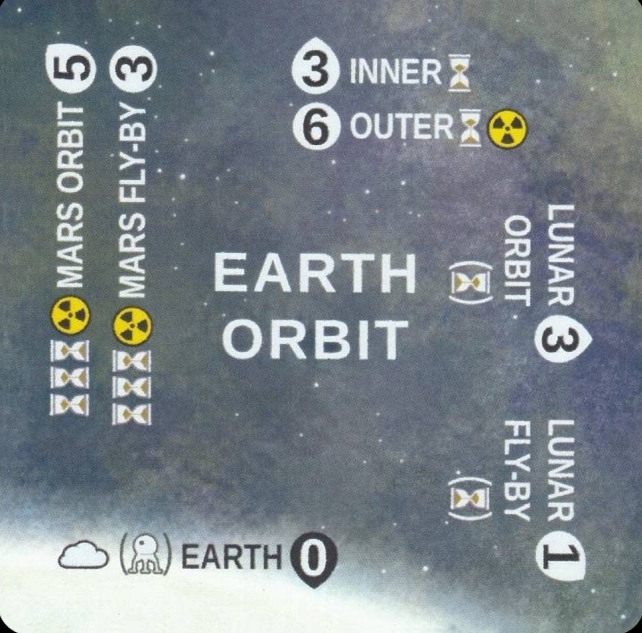 EARTH
ORBIT
3 INNER
6 OUTER
LUNAR
ORBIT
3
LUNAR
FLY-BY
1
EARTH 0
5 MARS ORBIT
3 MARS FLY-BY